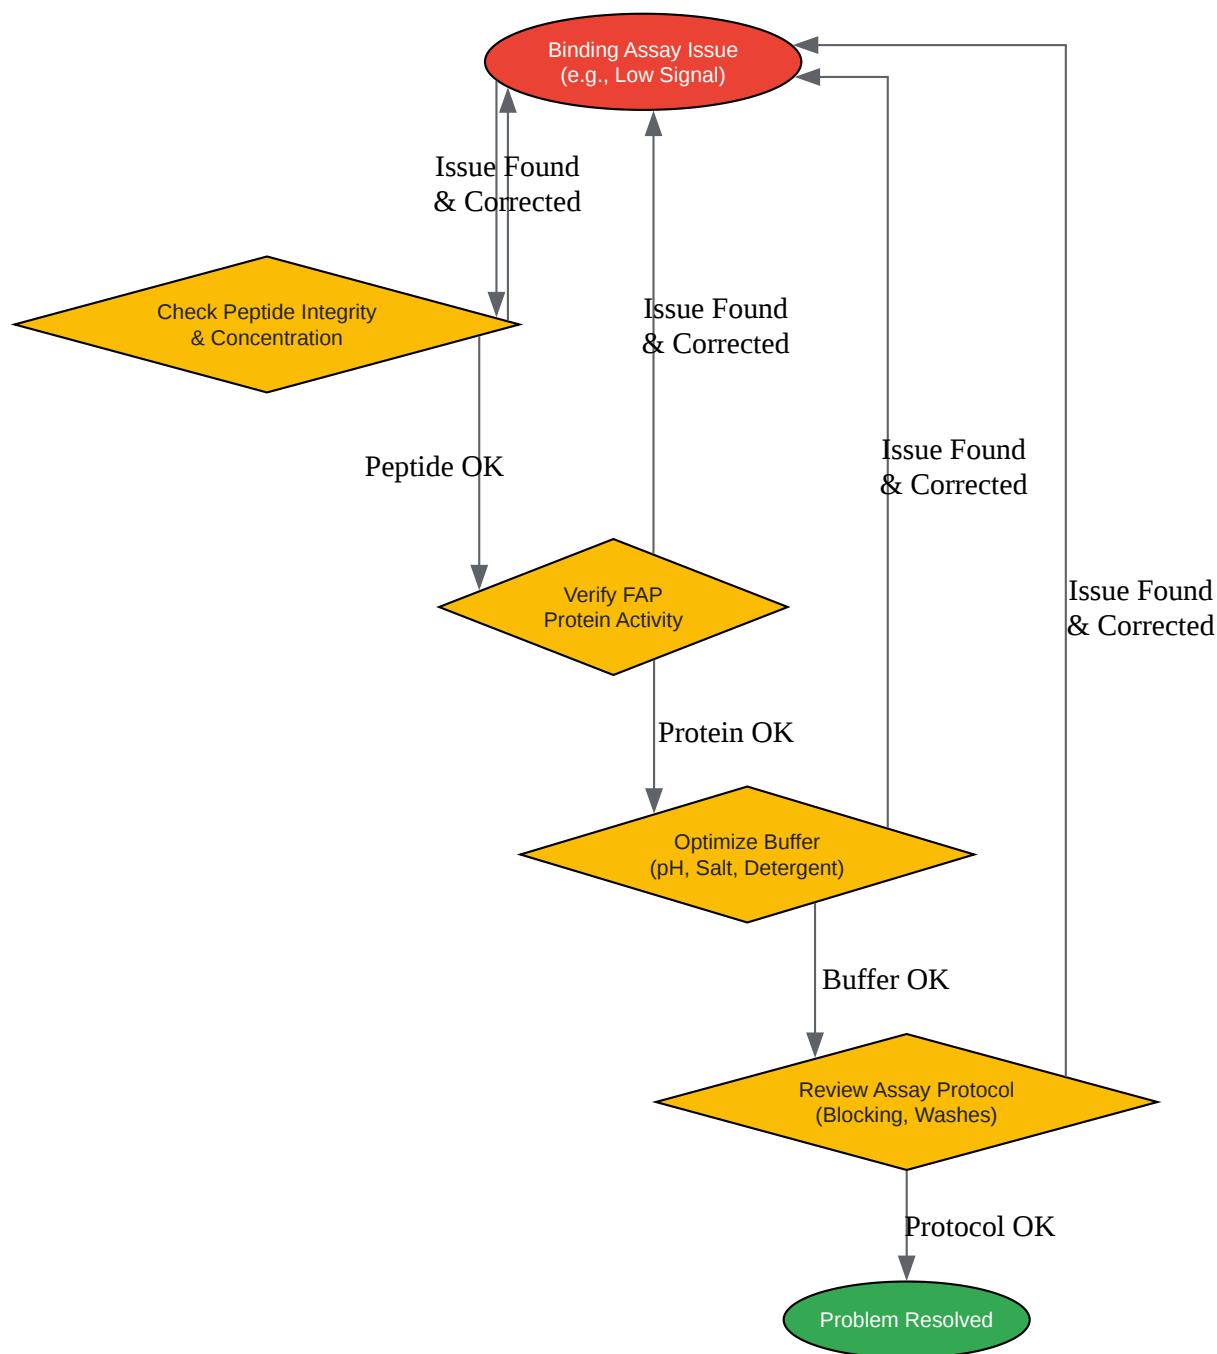 Binding Assay Issue
(e.g., Low Signal)
Issue Found
& Corrected
Check Peptide Integrity
& Concentration
Issue Found
& Corrected
Peptide OK
Issue Found
& Corrected
Verify FAP
Protein Activity
Issue Found
& Corrected
Protein OK
Optimize Buffer
(pH, Salt, Detergent)
Buffer OK
Review Assay Protocol
(Blocking, Washes)
Protocol OK
Problem Resolved